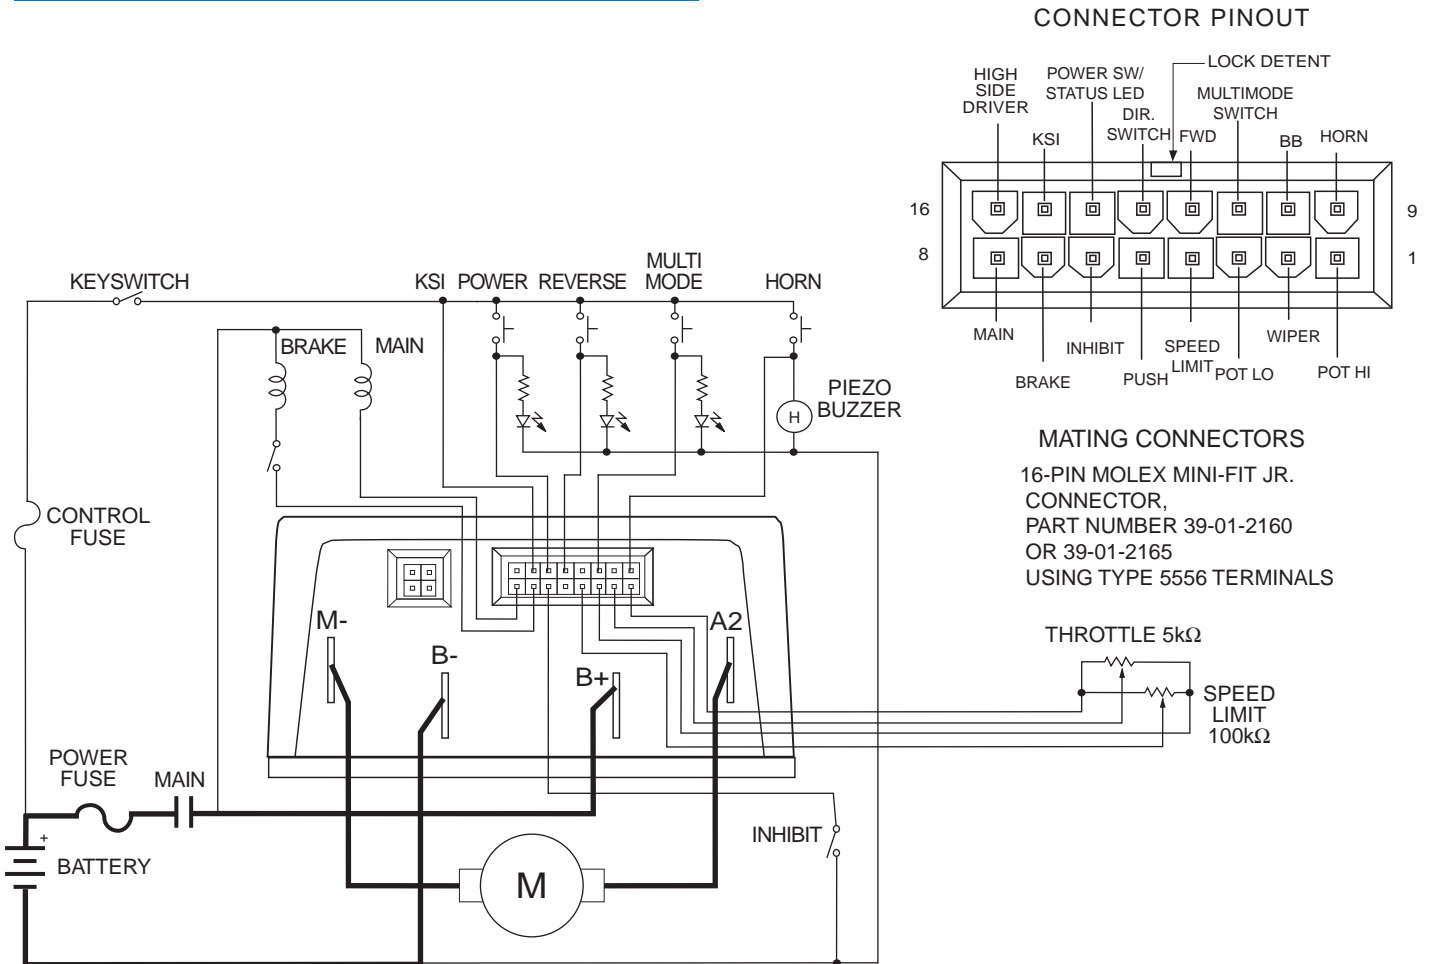 CONNECTOR PINOUT
LOCK DETENT
HIGH
SIDE
DRIVER
POWER SW/
STATUS LED
MULTIMODE
SWITCH
DIR.
SWITCH
FWD
KSI
BB
HORN
16
9
8
1
MAIN
BRAKE
INHIBIT
PUSH
SPEED
LIMIT
POT LO
WIPER
POT HI
KEYSWITCH
KSI
POWER
REVERSE
MULTI
MODE
HORN
BRAKE
MAIN
PIEZO
BUZZER
H
CONTROL
FUSE
MATING CONNECTORS
16-PIN MOLEX MINI-FIT JR.
CONNECTOR,
PART NUMBER 39-01-2160
OR 39-01-2165
USING TYPE 5556 TERMINALS
M-
B-
B+
A2
THROTTLE 5kΩ
SPEED
LIMIT
100kΩ
POWER
FUSE
MAIN
+
BATTERY
M
INHIBIT